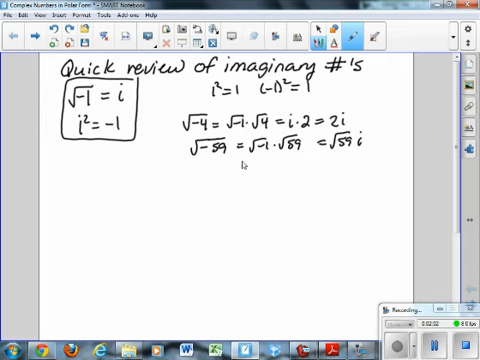 Complex Numbers in Polar Form * - SMART Notebook
File Edit View Insert Format Tools Add-ons Help
Quick review of imaginary #'s
i²=1 (-1)²=1
√-1 = i
i²=-1
√-4 = √-1·√4 = i·2 = 2i
√-59 = √-1·√59 = √59 i
Recording...
0:02:02